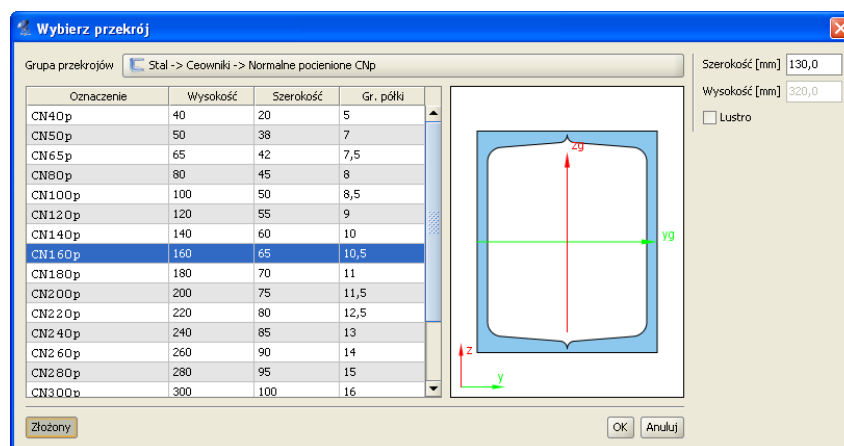 Wybierz przekrój
Grupa przekrojów Stal -> Ceowniki -> Normalne pocienione CNp
Szerokość [mm] 130,0
Wysokość [mm] 320,0
Lustro
Oznaczenie Wysokość Szerokość Gr. półki
CN40p 40 20 5
CN50p 50 38 7
CN65p 65 42 7,5
CN80p 80 45 8
CN100p 100 50 8,5
CN120p 120 55 9
CN140p 140 60 10
CN160p 160 65 10,5
CN180p 180 70 11
CN200p 200 75 11,5
CN220p 220 80 12,5
CN240p 240 85 13
CN260p 260 90 14
CN280p 280 95 15
CN300p 300 100 16
zg
yg
z
y
Złożony OK Anuluj